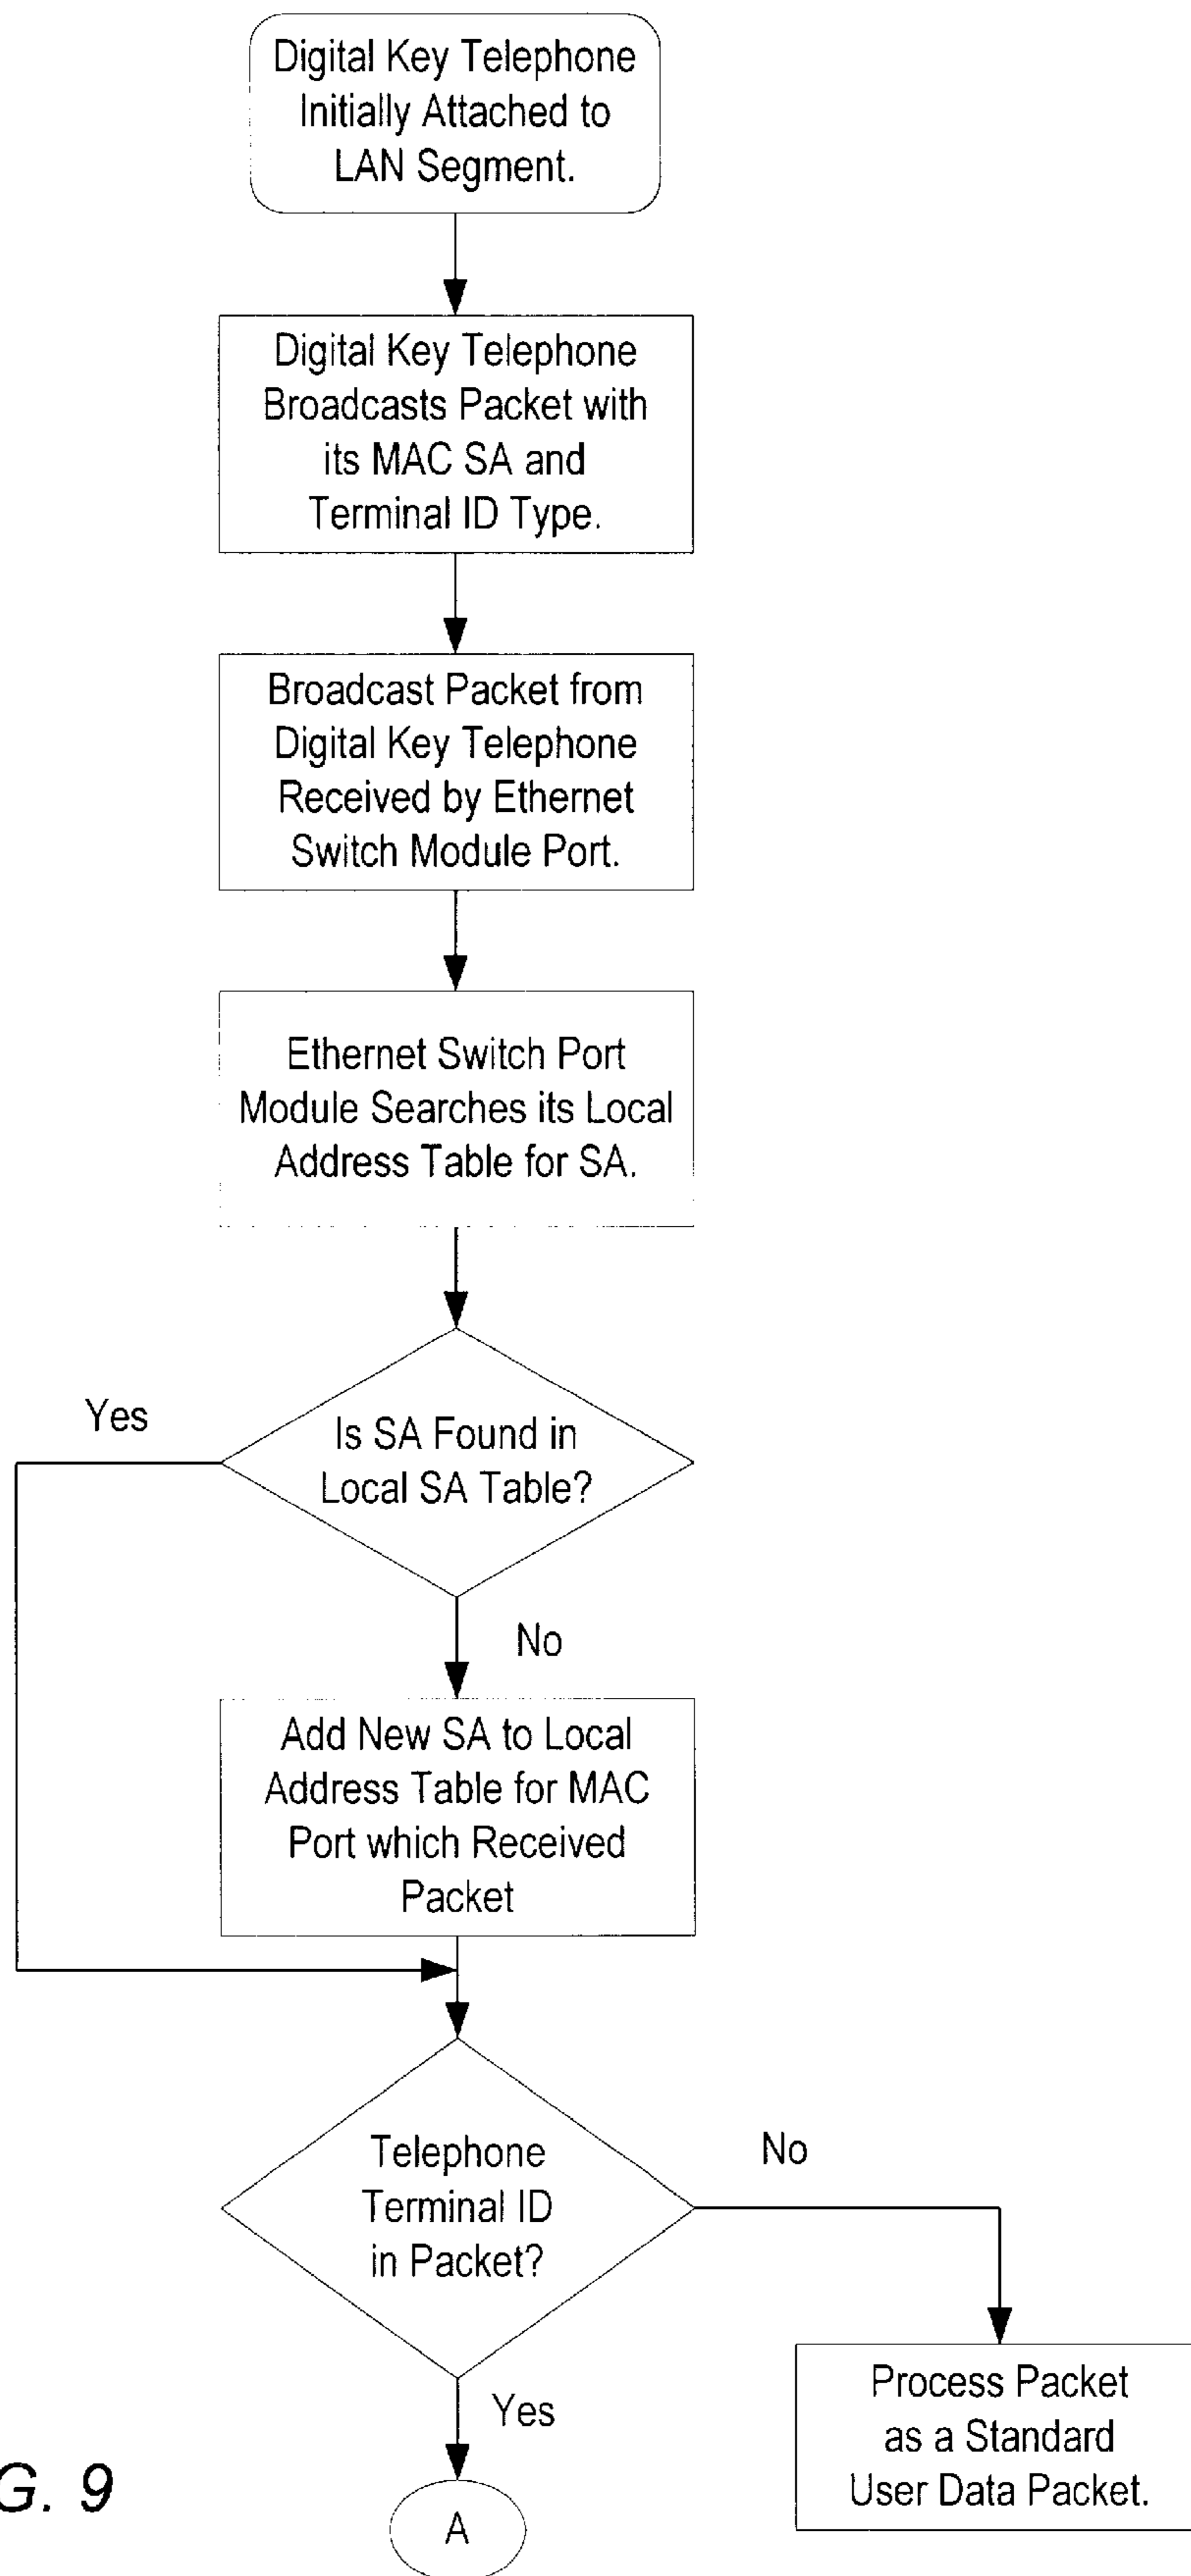 Digital Key Telephone
Initially Attached to
LAN Segment.
Digital Key Telephone
Broadcasts Packet with
its MAC SA and
Terminal ID Type.
Broadcast Packet from
Digital Key Telephone
Received by Ethernet
Switch Module Port.
Ethernet Switch Port
Module Searches its Local
Address Table for SA.
Yes
Is SA Found in
Local SA Table?
No
Add New SA to Local
Address Table for MAC
Port which Received
Packet
Telephone
Terminal ID
in Packet?
No
Yes
Process Packet
as a Standard
User Data Packet.
G. 9
A